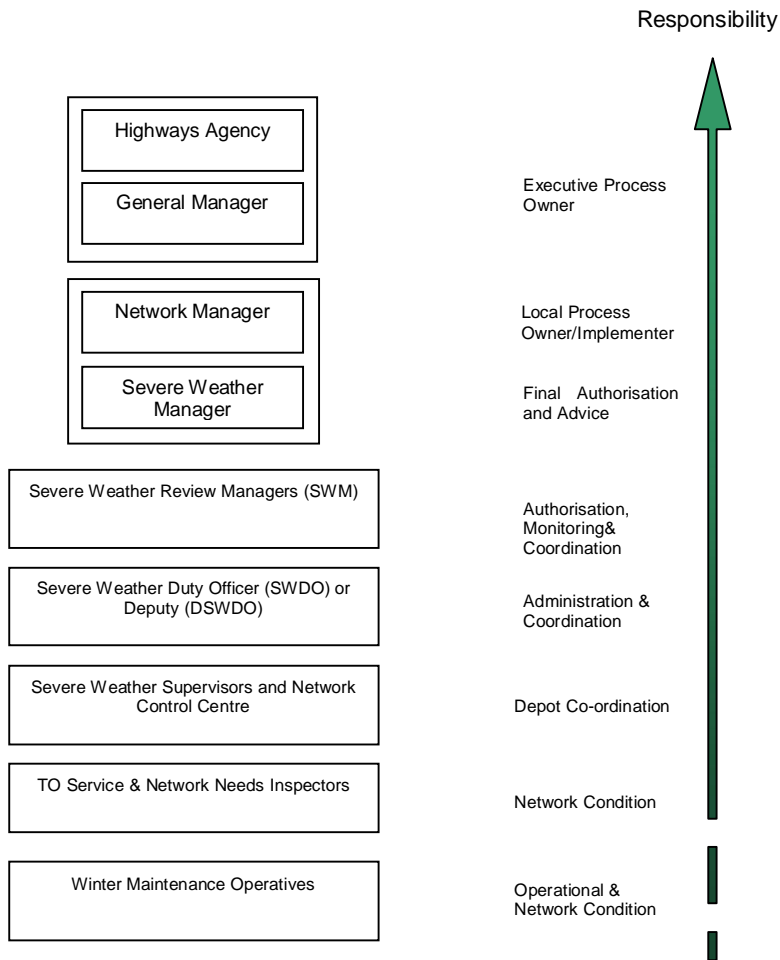 Responsibility
Highways Agency
General Manager
Executive Process
Owner
Network Manager
Local Process
Owner/Implementer
Severe Weather
Manager
Final Authorisation
and Advice
Severe Weather Review Managers (SWM)
Authorisation,
Monitoring&
Coordination
Severe Weather Duty Officer (SWDO) or
Deputy (DSWDO)
Administration &
Coordination
Severe Weather Supervisors and Network
Control Centre
Depot Co-ordination
TO Service & Network Needs Inspectors
Network Condition
Winter Maintenance Operatives
Operational &
Network Condition